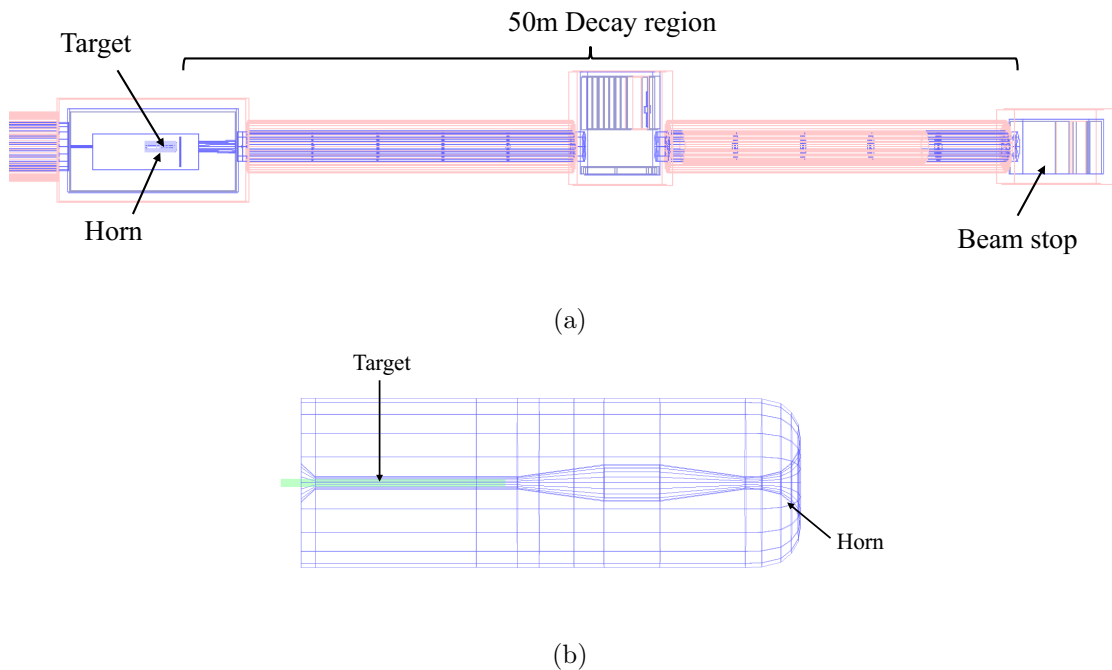 50m Decay region
Target
Horn
Beam stop
(a)
Target
Horn
(b)